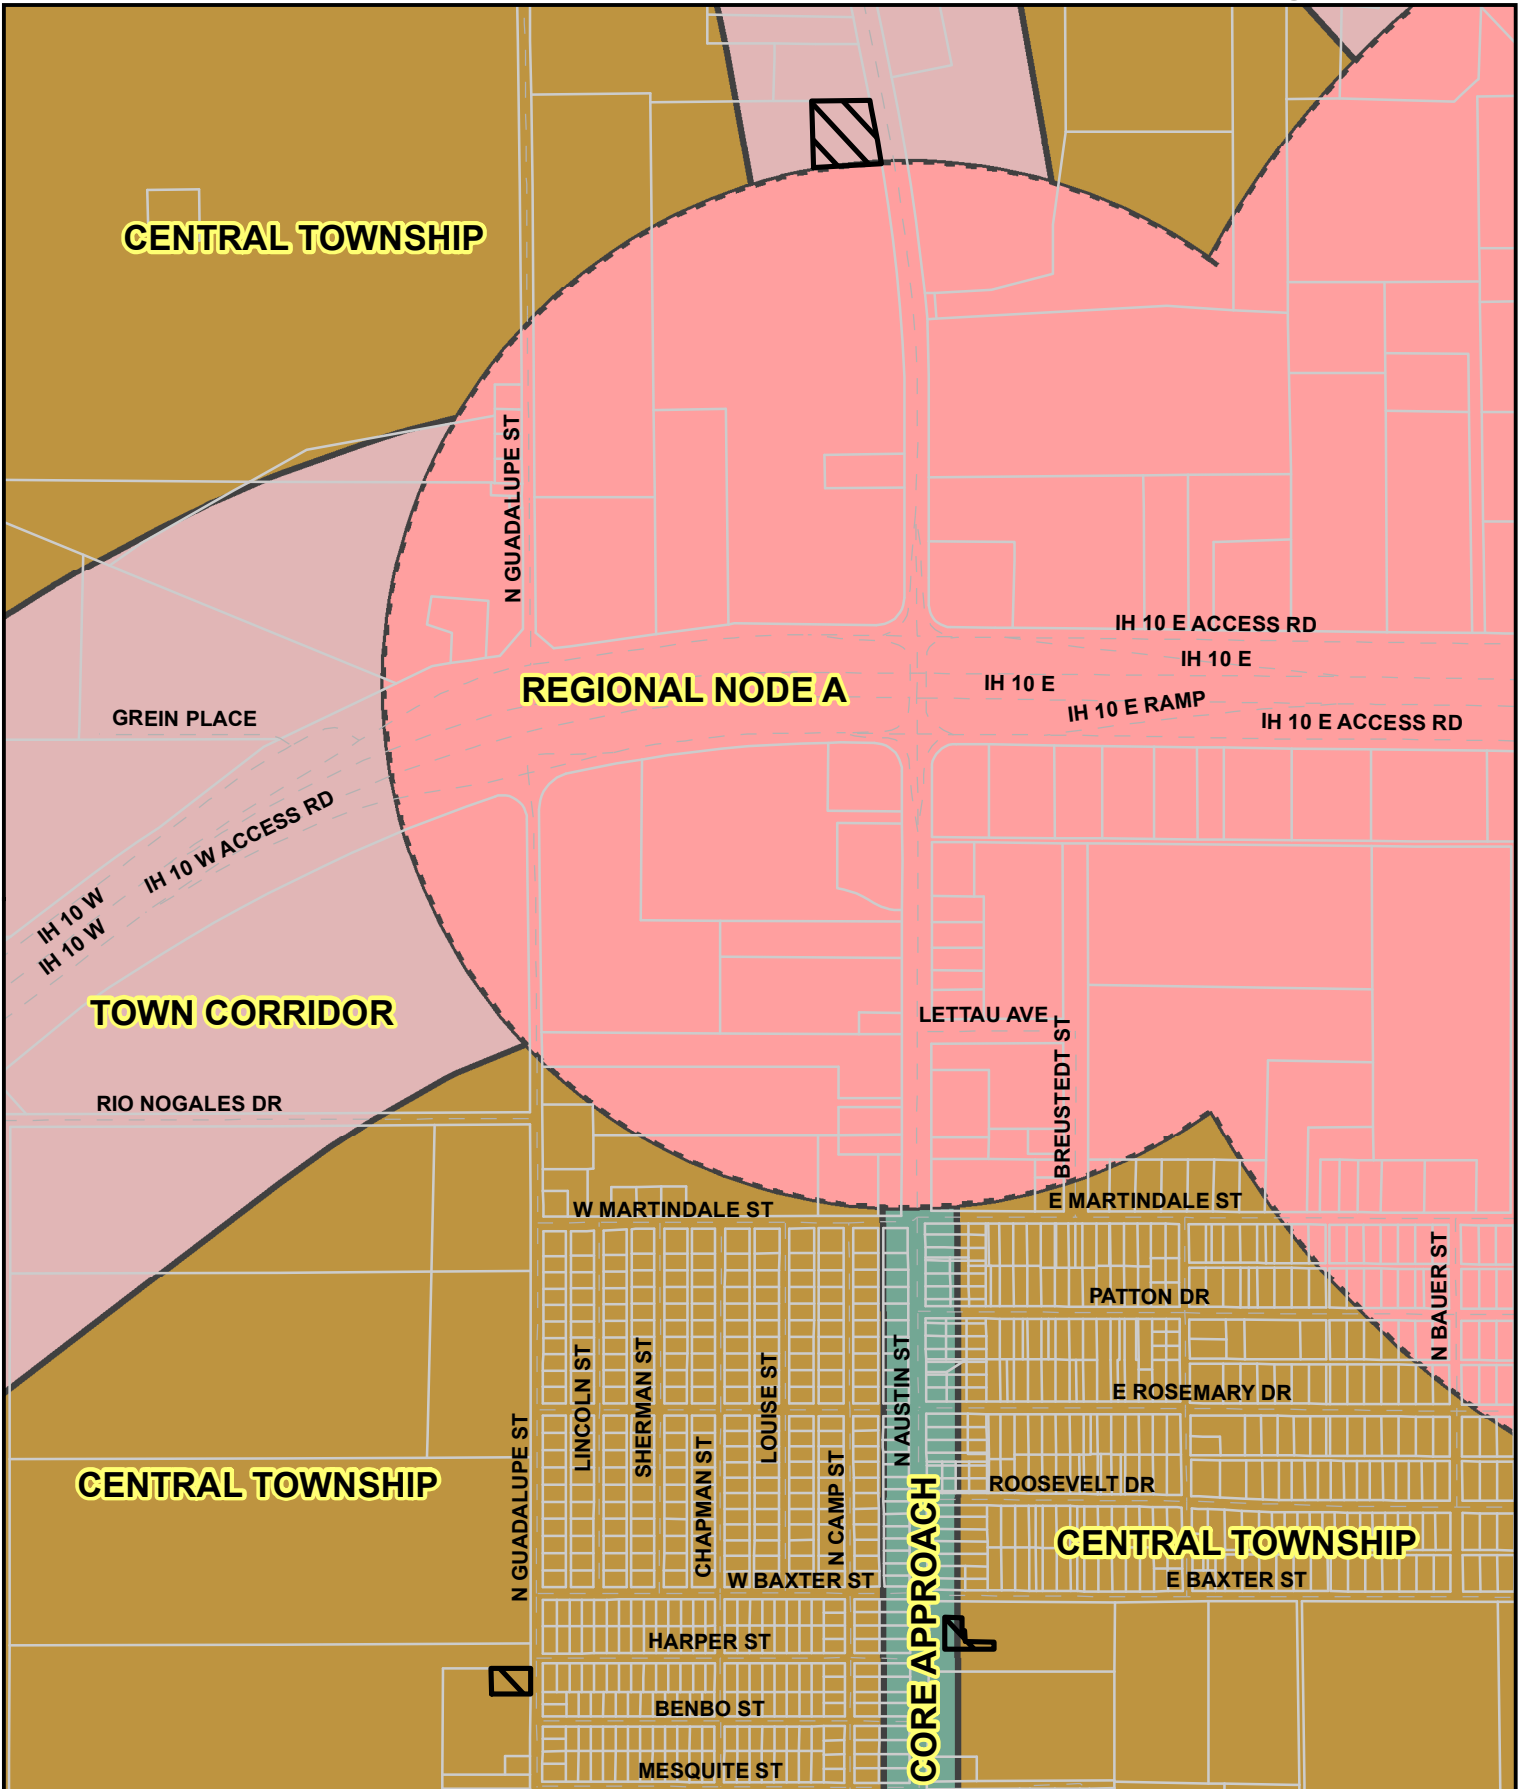 CENTRAL TOWNSHIP
N GUADALUPE ST
IH 10 E ACCESS RD
IH 10 E
IH 10 E
REGIONAL NODE A
IH 10 E RAMP
IH 10 E ACCESS RD
GREIN PLACE
IH 10 W ACCESS RD
IH 10 W
IH 10 W
TOWN CORRIDOR
LETTAU AVE
BREUSTEDT ST
RIO NOGALES DR
W MARTINDALE ST
E MARTINDALE ST
PATTON DR
N BAUER ST
LINCOLN ST
SHERMAN ST
LOUISE ST
N AUSTIN ST
E ROSEMARY DR
N GUADALUPE ST
CHAPMAN ST
N CAMP ST
CENTRAL TOWNSHIP
ROOSEVELT DR
CENTRAL TOWNSHIP
W BAXTER ST
E BAXTER ST
CORE APPROACH
HARPER ST
BENBO ST
MESQUITE ST